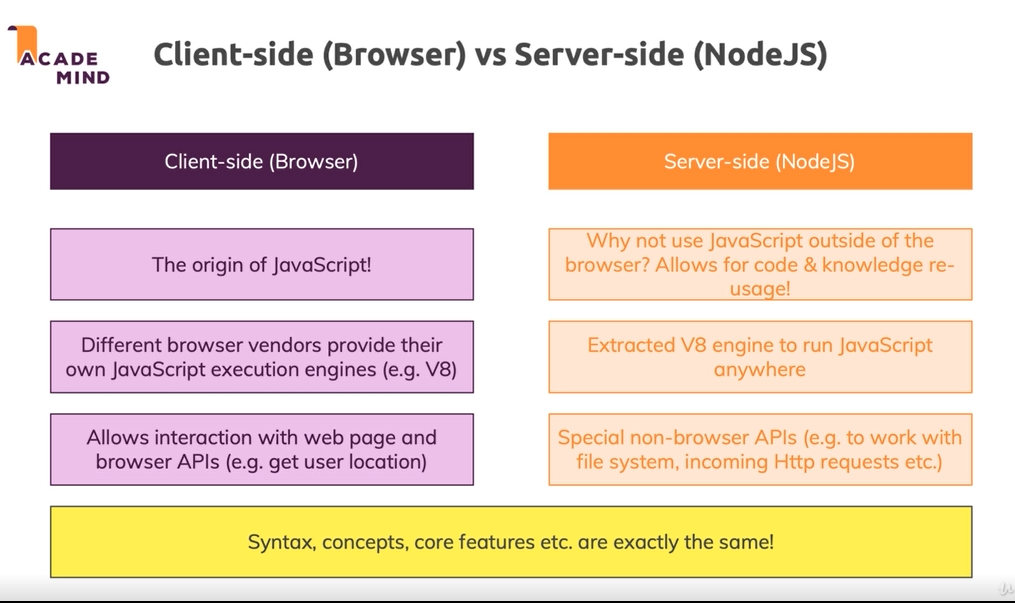 ACADE
MIND
Client-side (Browser) vs Server-side (NodeJS)
Client-side (Browser)
Server-side (NodeJS)
The origin of JavaScript!
Why not use JavaScript outside of the
browser? Allows for code & knowledge re-
usage!
Different browser vendors provide their
own JavaScript execution engines (e.g. V8)
Extracted V8 engine to run JavaScript
anywhere
Allows interaction with web page and
browser APIs (e.g. get user location)
Special non-browser APIs (e.g. to work with
file system, incoming Http requests etc.)
Syntax, concepts, core features etc. are exactly the same!